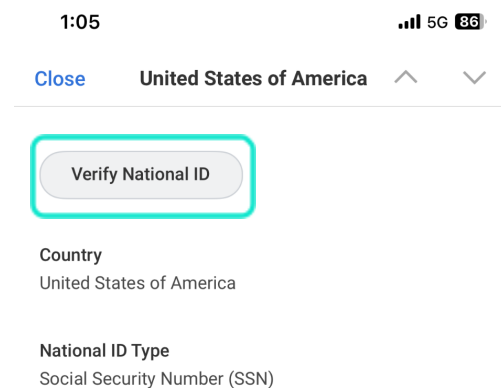 1:05 5G 86
Close United States of America
Verify National ID
Country
United States of America
National ID Type
Social Security Number (SSN)